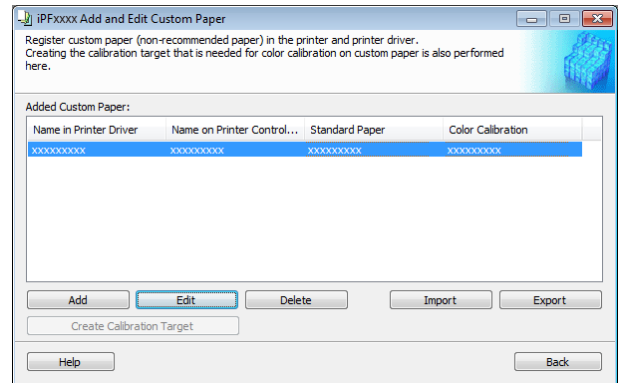 iPFxxxx Add and Edit Custom Paper
Register custom paper (non-recommended paper) in the printer and printer driver.
Creating the calibration target that is needed for color calibration on custom paper is also performed
here.
Added Custom Paper:
Name in Printer Driver Name on Printer Control... Standard Paper Color Calibration
xxxxxxxxx xxxxxxxxx xxxxxxxxx xxxxxxxxx
Add Edit Delete Import Export
Create Calibration Target
Help Back